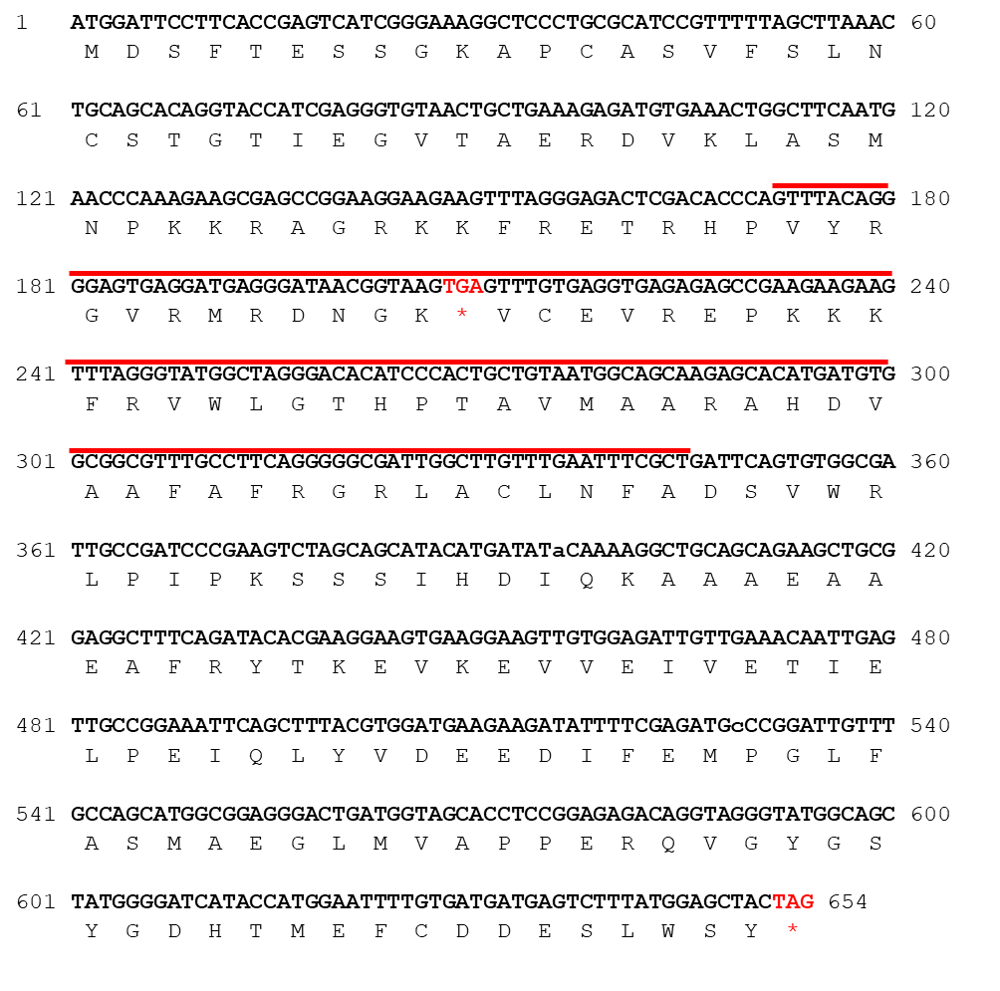 1 ATGGATTCCTTCACCGAGTCATCGGGAAAGGCTCCCTGCGCATCCGTTTTTAGCTTAAAC 60
M D S F T E S S G K A P C A S V F S L N
61 TGCAGCACAGGTACCATCGAGGGTGTAACTGCTGAAAGAGATGTGAAACTGGCTTCAATG 120
C S T G T I E G V T A E R D V K L A S M
121 AACCCAAAGAAGCGAGCCGGAAGGAAGAAGTTTAGGGAGACTCGACACCCAGTTTACAGG 180
N P K K R A G R K K F R E T R H P V Y R
181 GGAGTGAGGATGAGGGATAACGGTAAGTGAGTTTGTGAGGTGAGAGAGCCGAAGAAGAAG 240
G V R M R D N G K * V C E V R E P K K K
241 TTTAGGGTATGGCTAGGGACACATCCCACTGCTGTAATGGCAGCAAGAGCACATGATGTG 300
F R V W L G T H P T A V M A A R A H D V
301 GCGGCGTTTGCCTTCAGGGGGCGATTGGCTTGTTTGAATTTCGCTGATTCAGTGTGGCGA 360
A A F A F R G R L A C L N F A D S V W R
361 TTGCCGATCCCGAAGTCTAGCAGCATACATGATATaCAAAAGGCTGCAGCAGAAGCTGCG 420
L P I P K S S S I H D I Q K A A A E A A
421 GAGGCTTTCAGATACACGAAGGAAGTGAAGGAAGTTGTGGAGATTGTTGAAACAATTGAG 480
E A F R Y T K E V K E V V E I V E T I E
481 TTGCCGGAAATTCAGCTTTACGTGGATGAAGAAGATATTTTCGAGATGcCCGGATTGTTT 540
L P E I Q L Y V D E E D I F E M P G L F
541 GCCAGCATGGCGGAGGGACTGATGGTAGCACCTCCGGAGAGACAGGTAGGGTATGGCAGC 600
A S M A E G L M V A P P E R Q V G Y G S
601 TATGGGGATCATACCATGGAATTTTGTGATGATGAGTCTTTATGGAGCTACTAG 654
Y G D H T M E F C D D E S L W S Y *